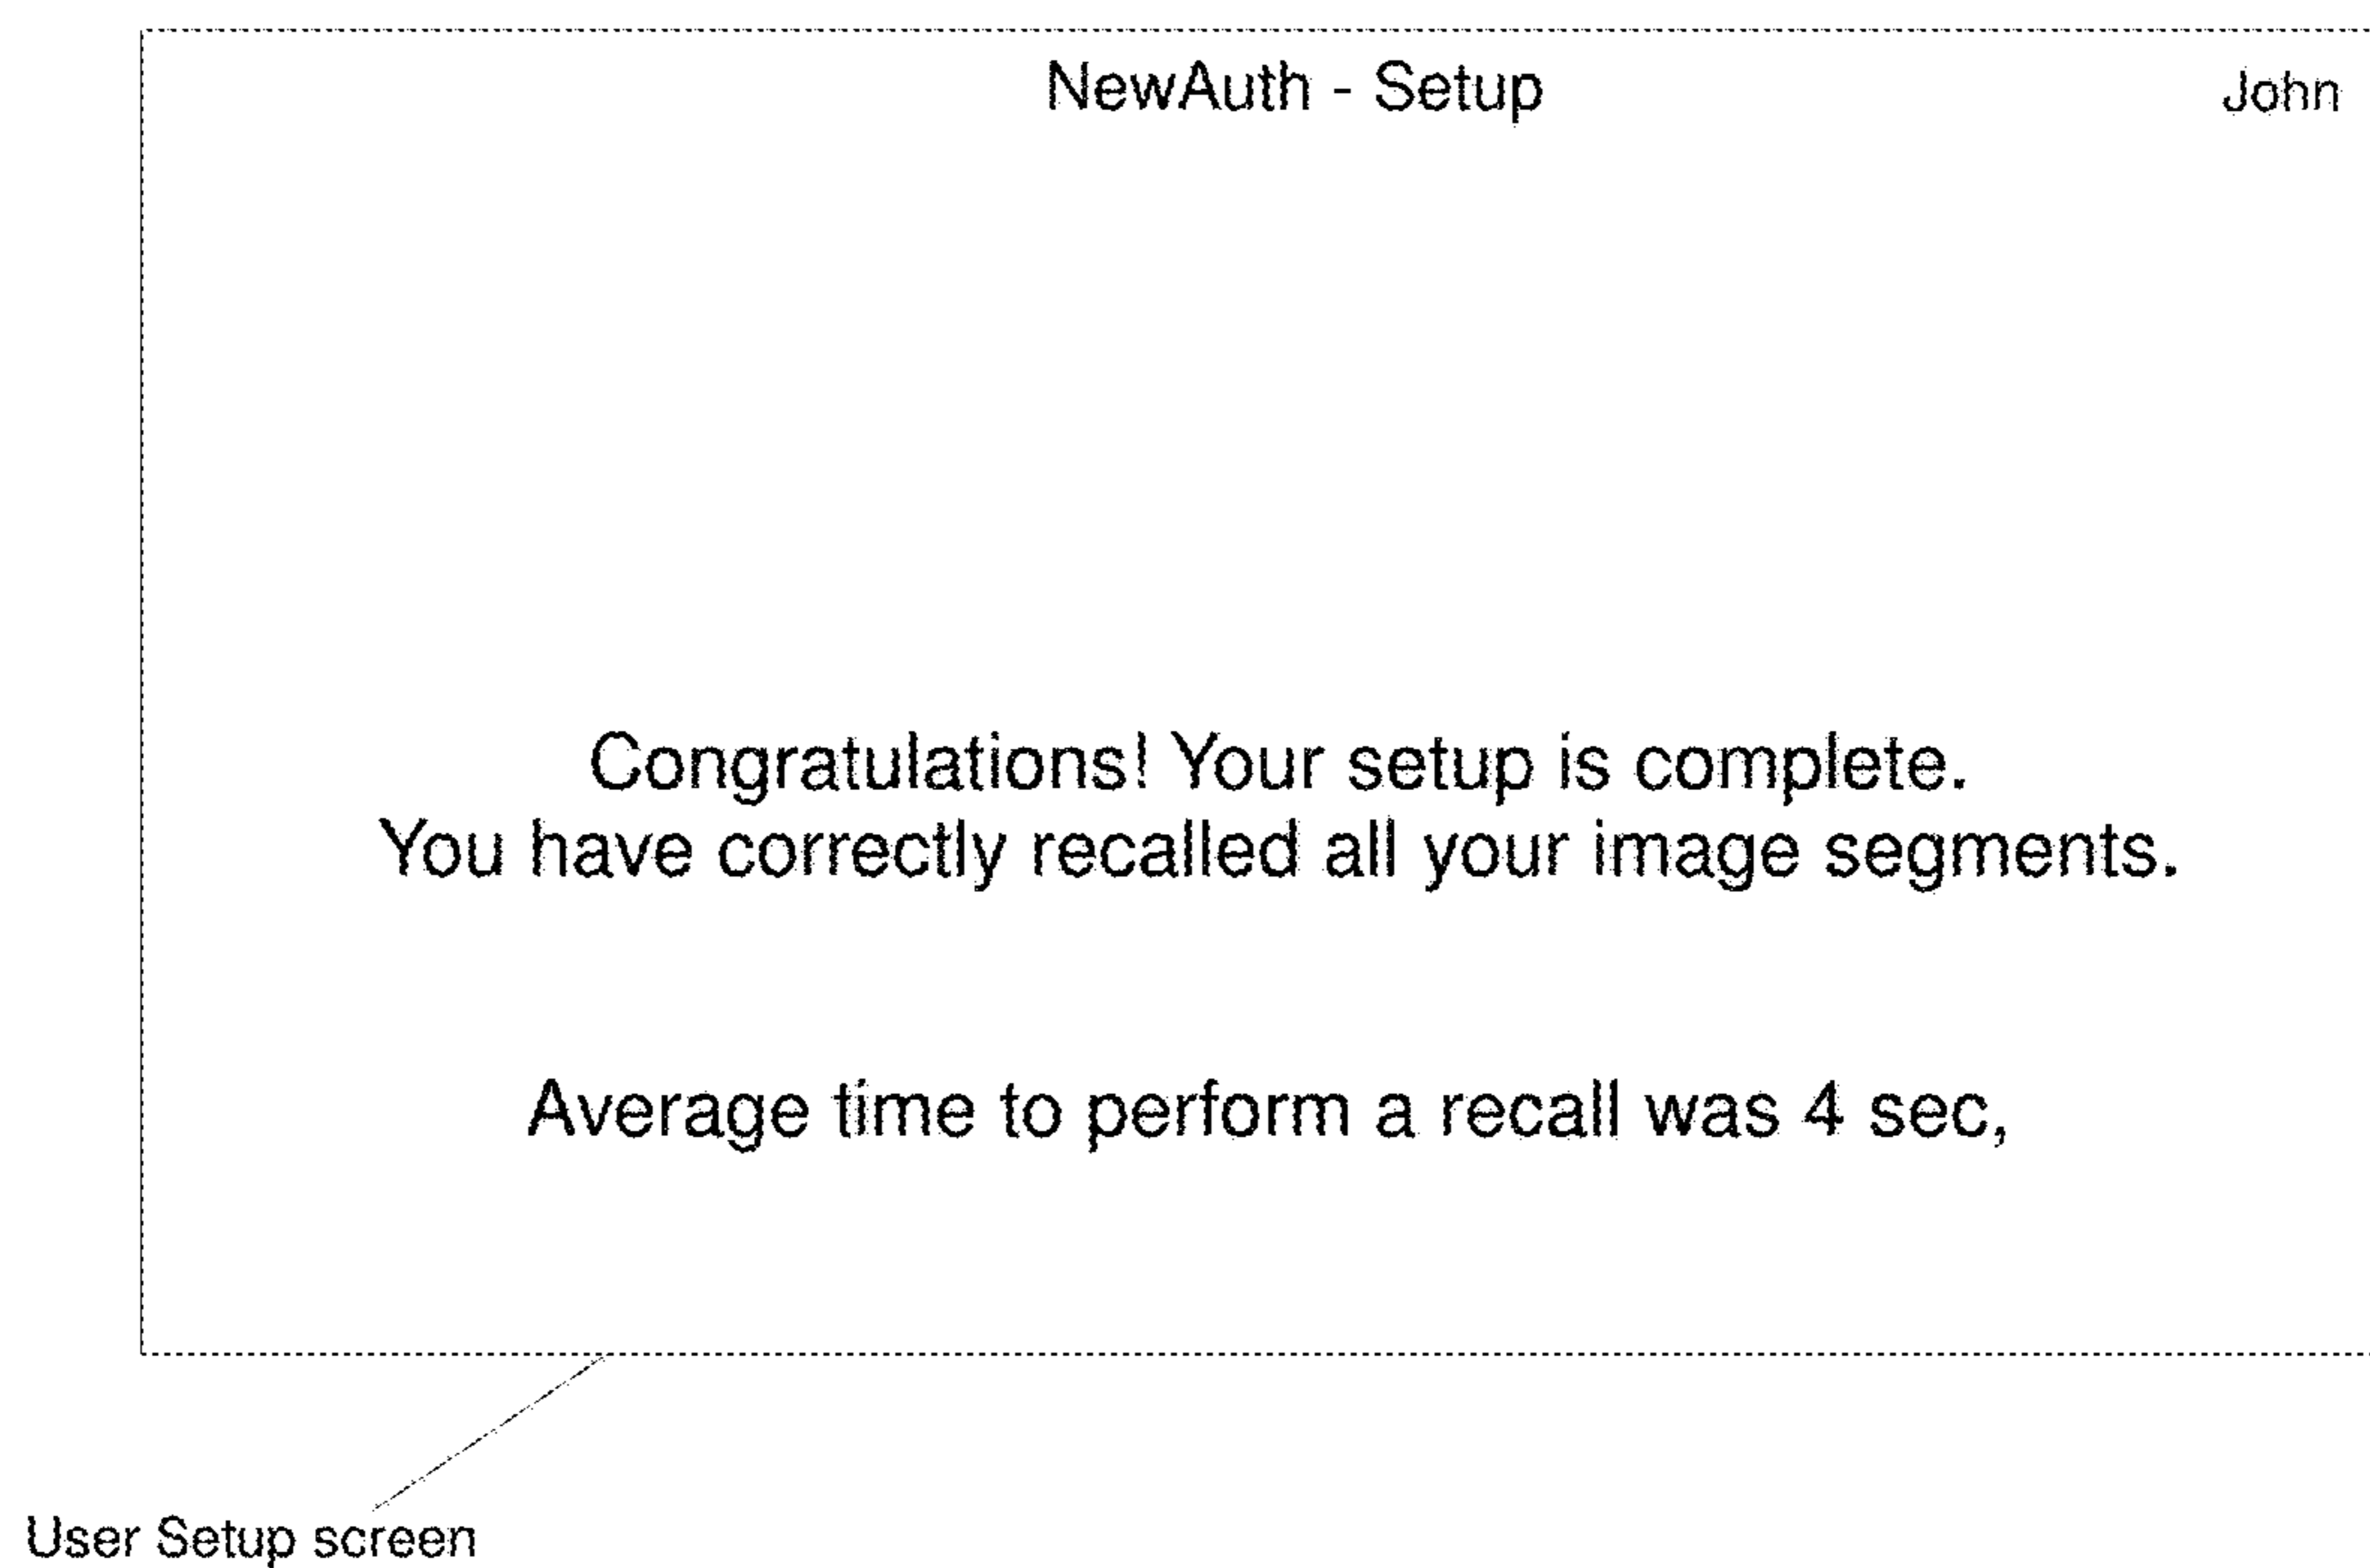 NewAuth - Setup
John
Congratulations! Your setup is complete.
You have correctly recalled all your image segments.
Average time to perform a recall was 4 sec,
User Setup screen